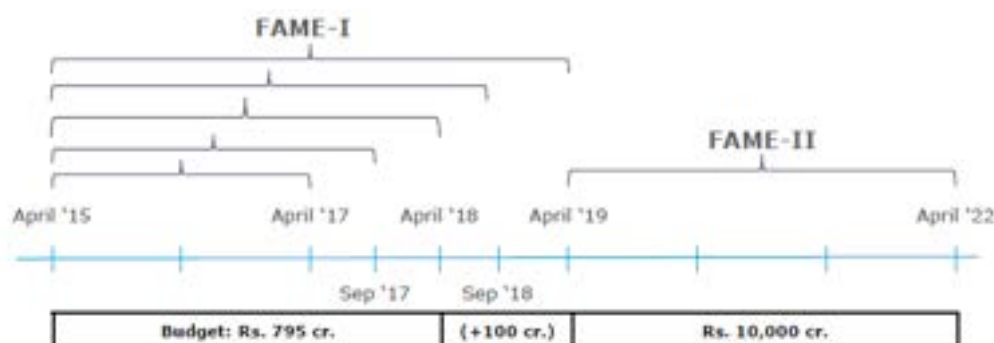 FAME-I
FAME-II
April '15 April '17 April '18 April '19 April '22
Sep '17 Sep '18
Budget: Rs. 795 cr. (+100 cr.) Rs. 10,000 cr.